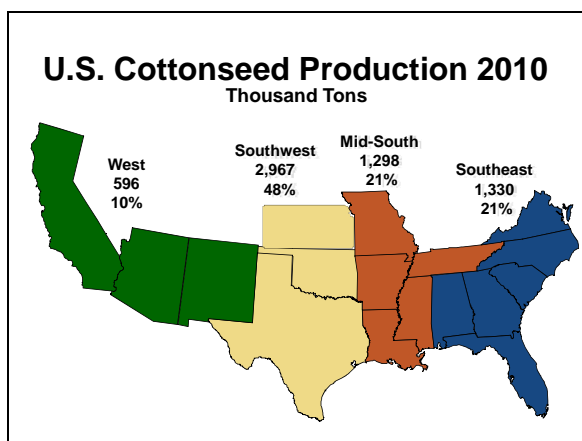 U.S. Cottonseed Production 2010
Thousand Tons
West
596
10%
Southwest
2,967
48%
Mid-South
1,298
21%
Southeast
1,330
21%